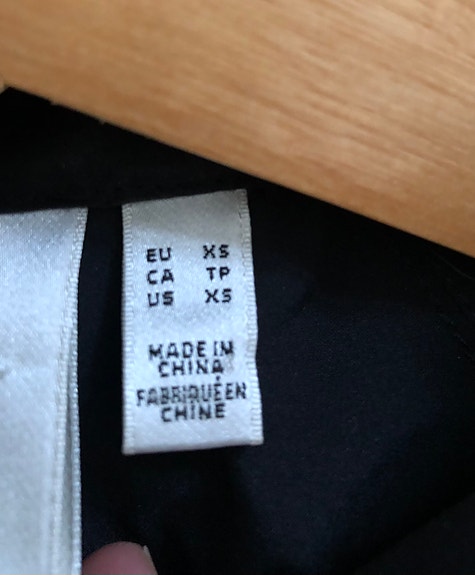 EU XS
CA TP
US XS
MADE IN
CHINA
FABRIQUÉ EN
CHINE